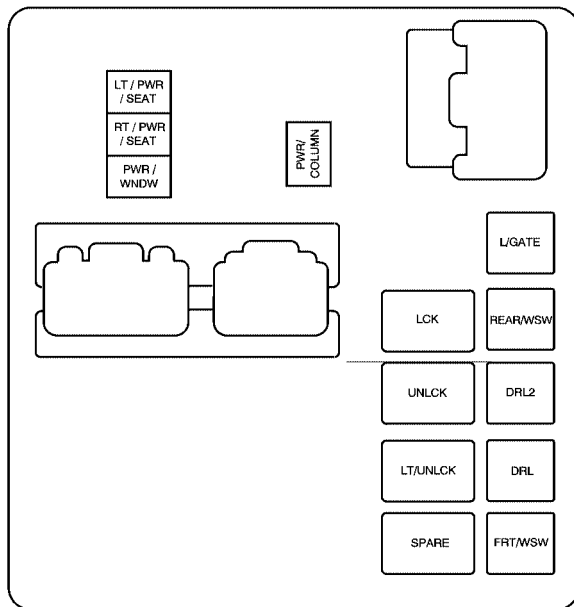 LT / PWR
/ SEAT
RT / PWR
/ SEAT
PWR /
WNDW
PWR/
COLUMN
L/GATE
LCK
REAR/WSW
UNLCK
DRL2
LT/UNLCK
DRL
SPARE
FRT/WSW